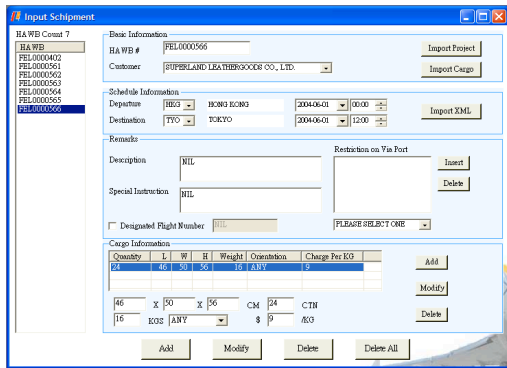 Input Schipment
HAWB Count 7
HAWB
FEL0000402
FEL0000561
FEL0000562
FEL0000563
FEL0000564
FEL0000565
FEL0000566
Basic Information
HAWB # FEL0000566 Import Project
Customer SUPERLAND LEATHERGOODS CO., LTD. Import Cargo
Schedule Information
Departure HKG HONG KONG 2004-06-01 00:00
Import XML
Destination TYO TOKYO 2004-06-01 12:00
Remarks
Restriction on Via Port
Description NIL Insert
Delete
Special Instruction NIL
Designated Flight Number NIL PLEASE SELECT ONE
Cargo Information
Quantity L W H Weight Orientation Charge Per KG
24 46 50 56 16 ANY 9
Add
Modify
46 X 50 X 56 CM 24 CTN
16 KGS ANY $ 9 /KG
Delete
Add Modify Delete Delete All